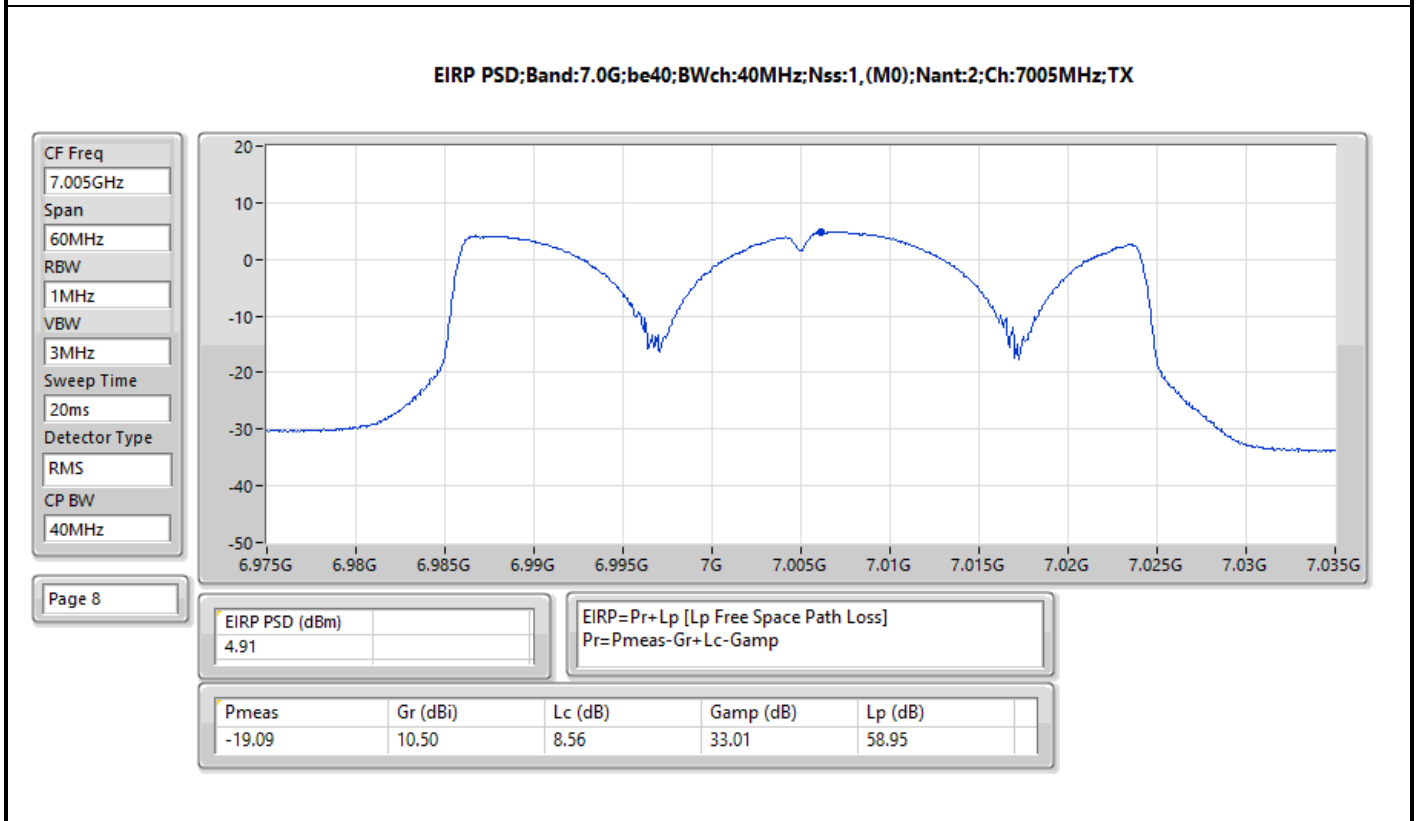 EIRP PSD;Band:7.0G;be40;BWch:40MHz;Nss:1,(M0);Nant:2;Ch:7005MHz;TX
CF Freq
7.005GHz
Span
60MHz
RBW
1MHz
VBW
3MHz
Sweep Time
20ms
Detector Type
RMS
CP BW
40MHz
Page 8
20
10
0
-10
-20
-30
-40
-50
6.975G 6.98G 6.985G 6.99G 6.995G 7G 7.005G 7.01G 7.015G 7.02G 7.025G 7.03G 7.035G
EIRP PSD (dBm)
4.91
EIRP=Pr+Lp [Lp Free Space Path Loss]
Pr=Pmeas-Gr+Lc-Gamp
Pmeas Gr (dBi) Lc (dB) Gamp (dB) Lp (dB)
-19.09 10.50 8.56 33.01 58.95